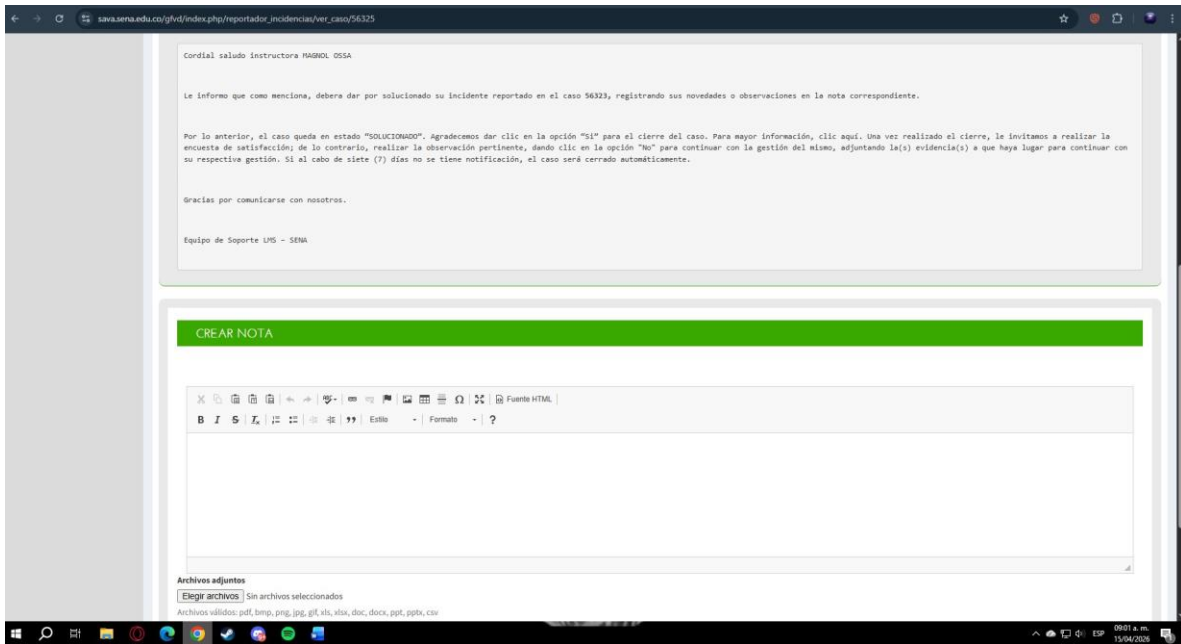 sava.sena.edu.co/gfvd/index.php/reportador_incidencias/ver_caso/56325
Cordial saludo instructora MAGNOL OSSA
Le informo que como menciona, debera dar por solucionado su incidente reportado en el caso 56323, registrando sus novedades o observaciones en la nota correspondiente.
Por lo anterior, el caso queda en estado "SOLUCIONADO". Agradecemos dar clic en la opción "Si" para el cierre del caso. Para mayor información, clic aquí. Una vez realizado el cierre, le invitamos a realizar la
encuesta de satisfacción; de lo contrario, realizar la observación pertinente, dando clic en la opción "No" para continuar con la gestión del mismo, adjuntando la(s) evidencia(s) a que haya lugar para continuar con
su respectiva gestión. Si al cabo de siete (7) días no se tiene notificación, el caso será cerrado automáticamente.
Gracias por comunicarse con nosotros.
Equipo de Soporte LMS – SENA
CREAR NOTA
Fuente HTML
B I S Ix Estilo Formato ?
Archivos adjuntos
Elegir archivos Sin archivos seleccionados
Archivos válidos: pdf, bmp, png, jpg, gif, xls, xlsx, doc, docx, ppt, pptx, csv
ESP
09:01 a. m.
15/04/2026